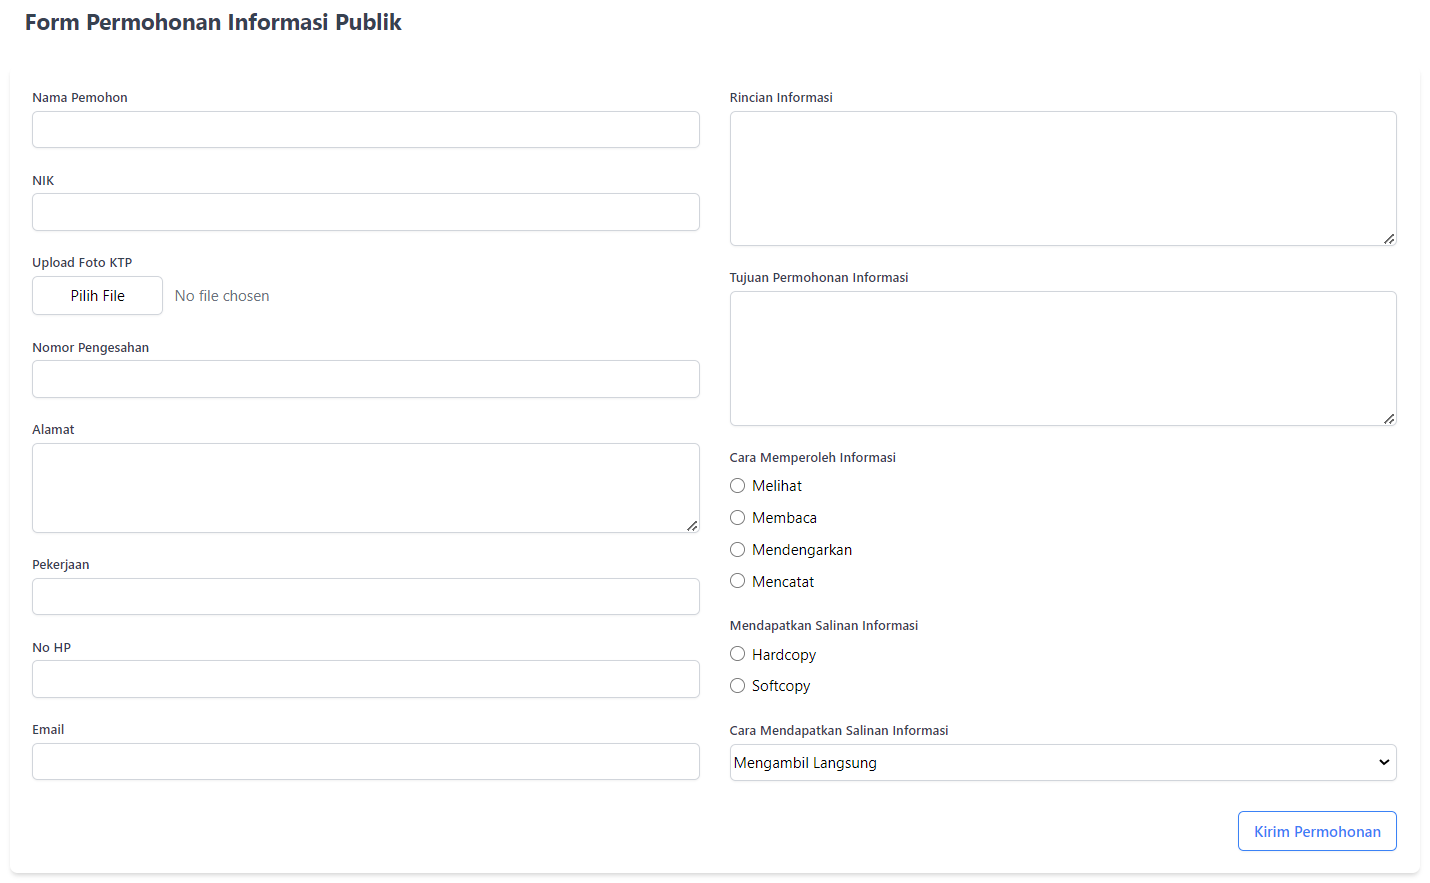 Form Permohonan Informasi Publik
Nama Pemohon
NIK
Upload Foto KTP
Pilih File No file chosen
Nomor Pengesahan
Alamat
Pekerjaan
No HP
Email
Rincian Informasi
Tujuan Permohonan Informasi
Cara Memperoleh Informasi
Melihat
Membaca
Mendengarkan
Mencatat
Mendapatkan Salinan Informasi
Hardcopy
Softcopy
Cara Mendapatkan Salinan Informasi
Mengambil Langsung
Kirim Permohonan